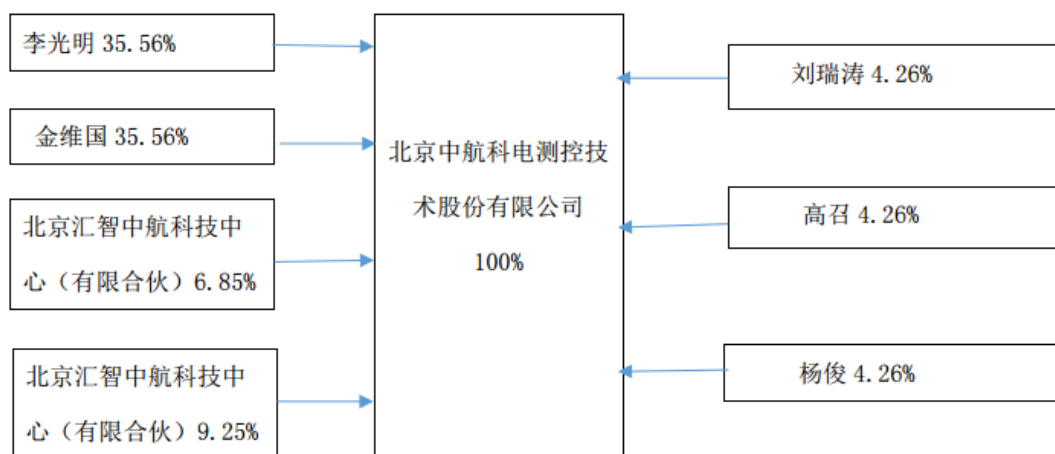 李光明 35.56%
金维国 35.56%
北京汇智中航科技中
心（有限合伙）6.85%
北京汇智中航科技中
心（有限合伙）9.25%
北京中航科电测控技
术股份有限公司
100%
刘瑞涛 4.26%
高召 4.26%
杨俊 4.26%